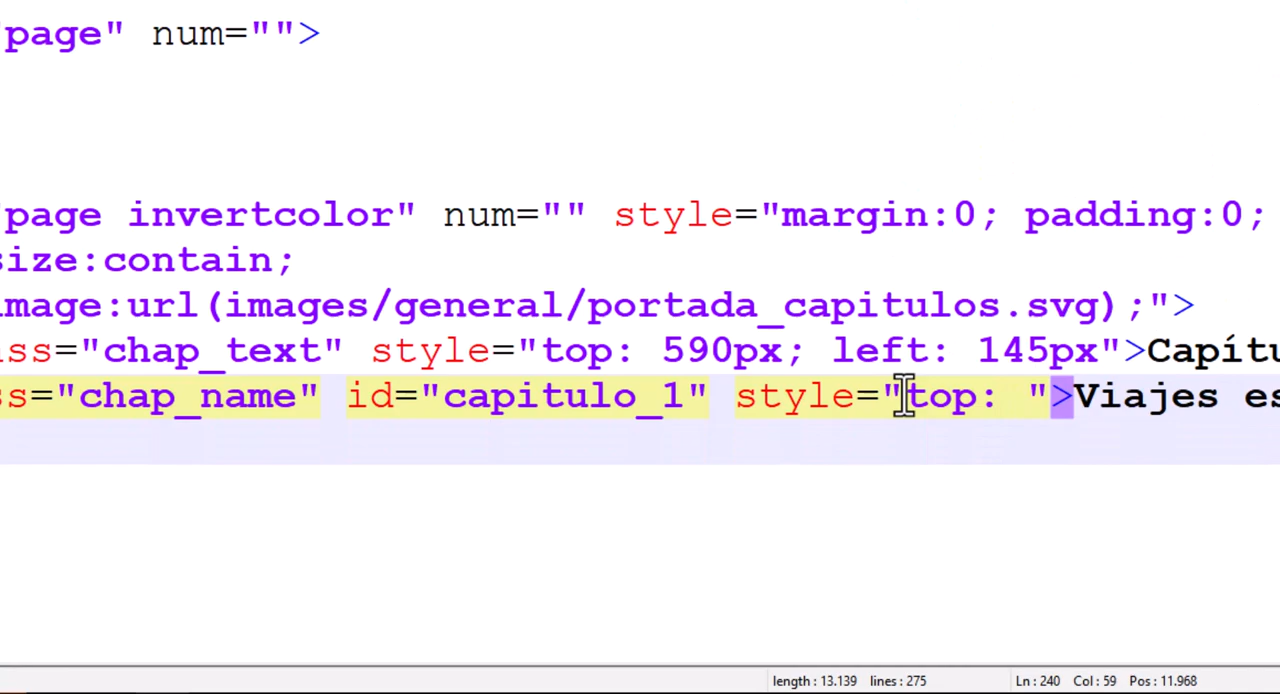 page" num="">
page invertcolor" num="" style="margin:0; padding:0;
size:contain;
image:url(images/general/portada_capitulos.svg);">
ass="chap_text" style="top: 590px; left: 145px">Capítu
ss="chap_name" id="capitulo_1" style="top: ">Viajes es
length : 13.139 lines : 275 Ln : 240 Col : 59 Pos : 11.968